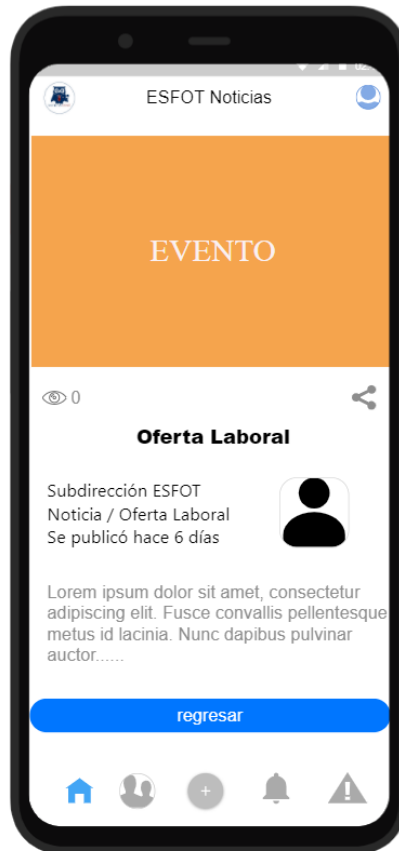 ESFOT Noticias
EVENTO
0
Oferta Laboral
Subdirección ESFOT
Noticia / Oferta Laboral
Se publicó hace 6 días
Lorem ipsum dolor sit amet, consectetur
adipiscing elit. Fusce convallis pellentesque
metus id lacinia. Nunc dapibus pulvinar
auctor......
regresar
+